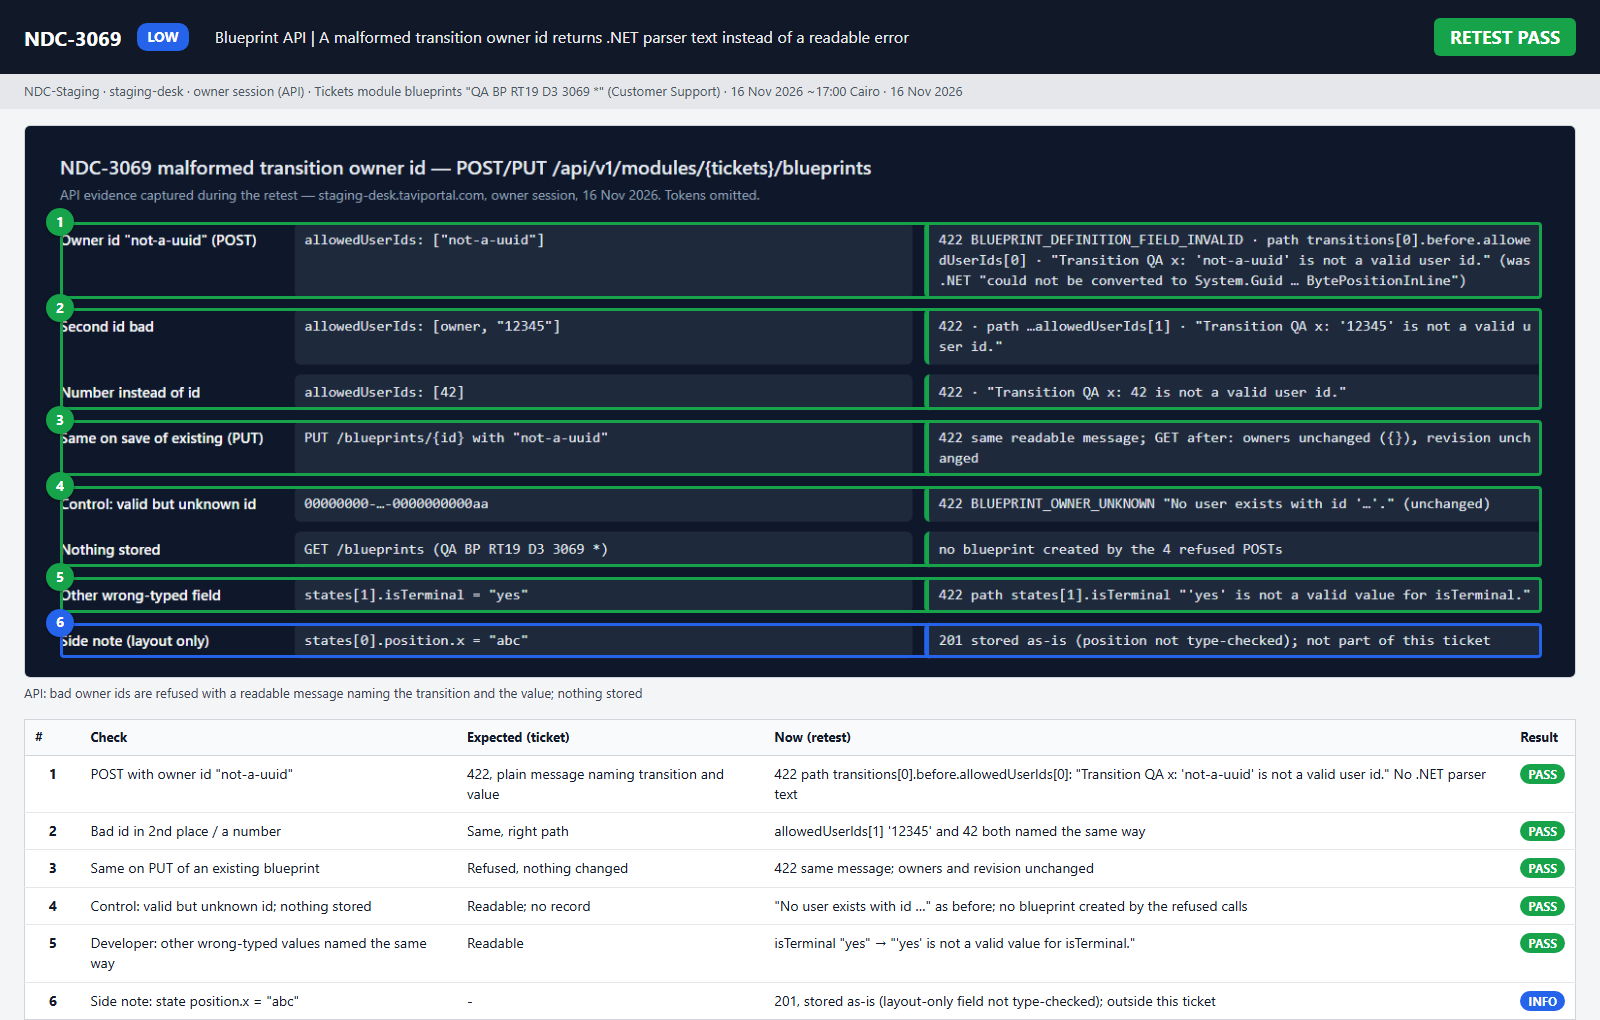 NDC-3069 LOW Blueprint API | A malformed transition owner id returns .NET parser text instead of a readable error RETEST PASS
NDC-Staging · staging-desk · owner session (API) · Tickets module blueprints "QA BP RT19 D3 3069 *" (Customer Support) · 16 Nov 2026 ~17:00 Cairo · 16 Nov 2026
NDC-3069 malformed transition owner id — POST/PUT /api/v1/modules/{tickets}/blueprints
API evidence captured during the retest — staging-desk.taviportal.com, owner session, 16 Nov 2026. Tokens omitted.
1
Owner id "not-a-uuid" (POST) allowedUserIds: ["not-a-uuid"] 422 BLUEPRINT_DEFINITION_FIELD_INVALID · path transitions[0].before.allowe
dUserIds[0] · "Transition QA x: 'not-a-uuid' is not a valid user id." (was
.NET "could not be converted to System.Guid … BytePositionInLine")
2
Second id bad allowedUserIds: [owner, "12345"] 422 · path …allowedUserIds[1] · "Transition QA x: '12345' is not a valid u
ser id."
Number instead of id allowedUserIds: [42] 422 · "Transition QA x: 42 is not a valid user id."
3
Same on save of existing (PUT) PUT /blueprints/{id} with "not-a-uuid" 422 same readable message; GET after: owners unchanged ({}), revision unch
anged
4
Control: valid but unknown id 00000000-…-0000000000aa 422 BLUEPRINT_OWNER_UNKNOWN "No user exists with id '…'." (unchanged)
Nothing stored GET /blueprints (QA BP RT19 D3 3069 *) no blueprint created by the 4 refused POSTs
5
Other wrong-typed field states[1].isTerminal = "yes" 422 path states[1].isTerminal "'yes' is not a valid value for isTerminal."
6
Side note (layout only) states[0].position.x = "abc" 201 stored as-is (position not type-checked); not part of this ticket
API: bad owner ids are refused with a readable message naming the transition and the value; nothing stored
# Check Expected (ticket) Now (retest) Result
1 POST with owner id "not-a-uuid" 422, plain message naming transition and 422 path transitions[0].before.allowedUserIds[0]: "Transition QA x: 'not-a-uuid' is not a valid user id." No .NET parser PASS
value text
2 Bad id in 2nd place / a number Same, right path allowedUserIds[1] '12345' and 42 both named the same way PASS
3 Same on PUT of an existing blueprint Refused, nothing changed 422 same message; owners and revision unchanged PASS
4 Control: valid but unknown id; nothing stored Readable; no record "No user exists with id …" as before; no blueprint created by the refused calls PASS
5 Developer: other wrong-typed values named the same Readable isTerminal "yes" → "'yes' is not a valid value for isTerminal." PASS
way
6 Side note: state position.x = "abc" - 201, stored as-is (layout-only field not type-checked); outside this ticket INFO